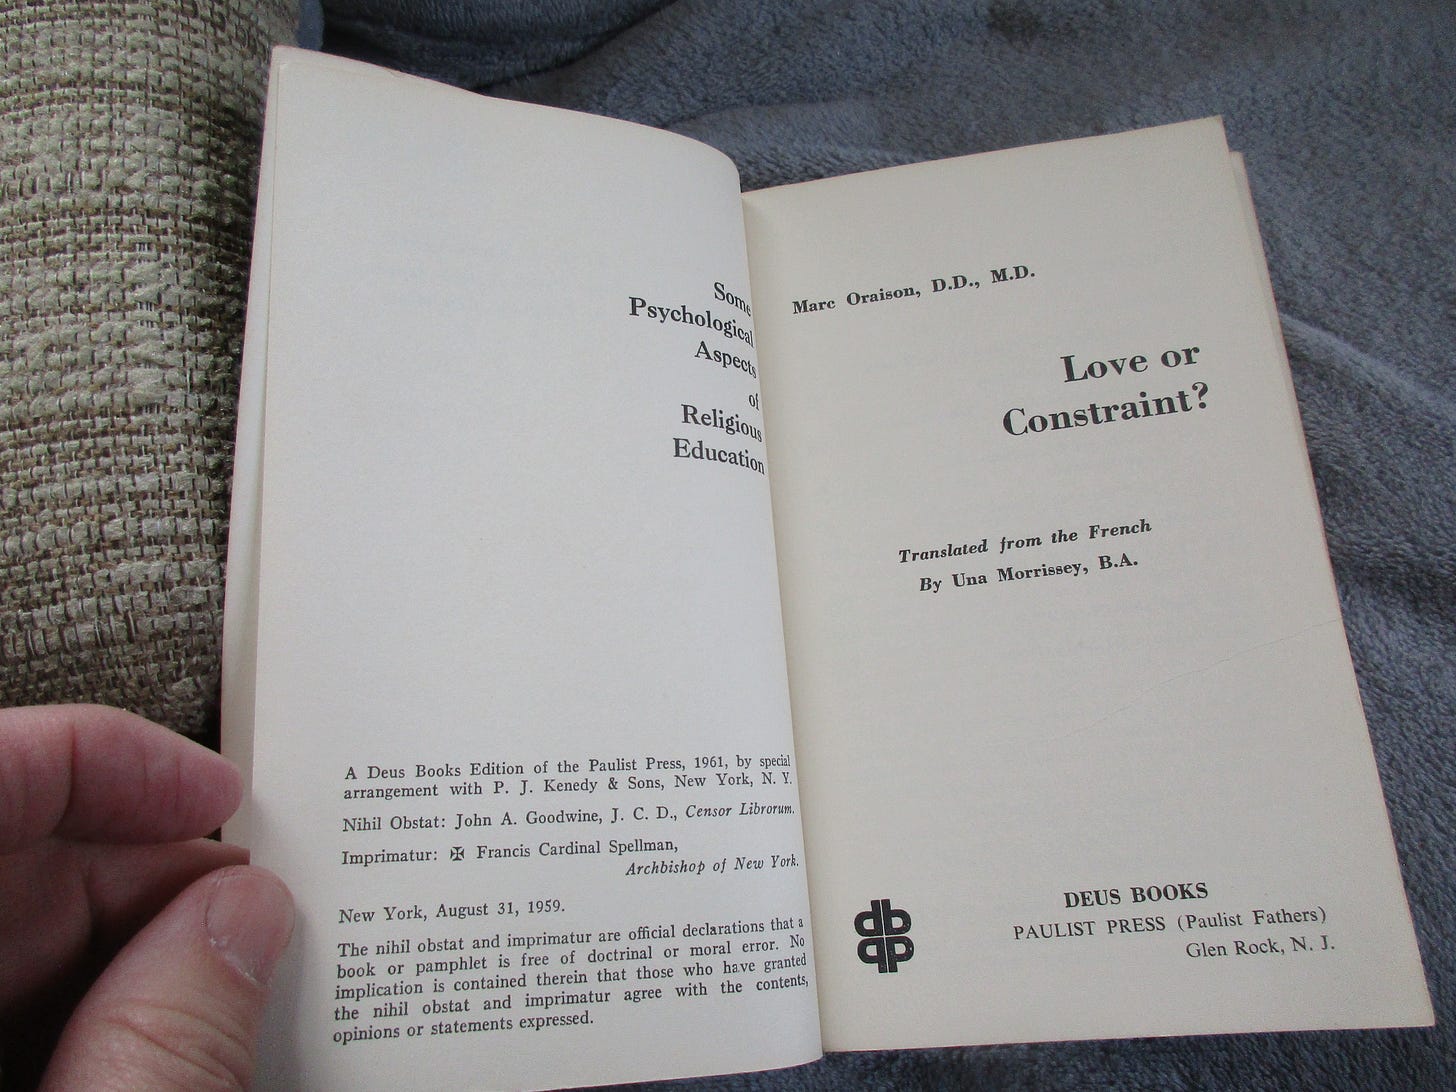 Some
Psychological
Aspects
of
Religious
Education
A Deus Books Edition of the Paulist Press, 1961, by special
arrangement with P. J. Kenedy & Sons, New York, N. Y.
Nihil Obstat: John A. Goodwine, J. C. D., Censor Librorum.
Imprimatur: ✠ Francis Cardinal Spellman,
Archbishop of New York.
New York, August 31, 1959.
The nihil obstat and imprimatur are official declarations that a
book or pamphlet is free of doctrinal or moral error. No
implication is contained therein that those who have granted
the nihil obstat and imprimatur agree with the contents,
opinions or statements expressed.
Marc Oraison, D.D., M.D.
Love or
Constraint?
Translated from the French
By Una Morrissey, B.A.
db
pp
DEUS BOOKS
PAULIST PRESS (Paulist Fathers)
Glen Rock, N. J.